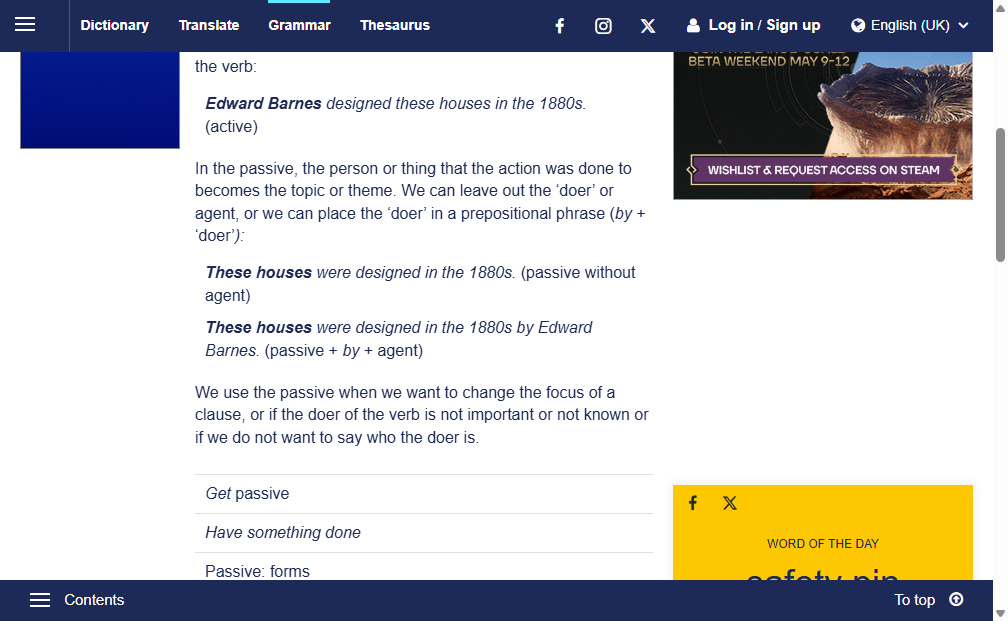 Dictionary
Translate
Grammar
Thesaurus
Log in / Sign up
English (UK)
the verb:
Edward Barnes designed these houses in the 1880s.
(active)
In the passive, the person or thing that the action was done to
becomes the topic or theme. We can leave out the ‘doer’ or
agent, or we can place the ‘doer’ in a prepositional phrase (by +
‘doer’):
These houses were designed in the 1880s. (passive without
agent)
These houses were designed in the 1880s by Edward
Barnes. (passive + by + agent)
We use the passive when we want to change the focus of a
clause, or if the doer of the verb is not important or not known or
if we do not want to say who the doer is.
Get passive
Have something done
Passive: forms
BETA WEEKEND MAY 9-12
WISHLIST & REQUEST ACCESS ON STEAM
WORD OF THE DAY
safety pin
Contents
To top